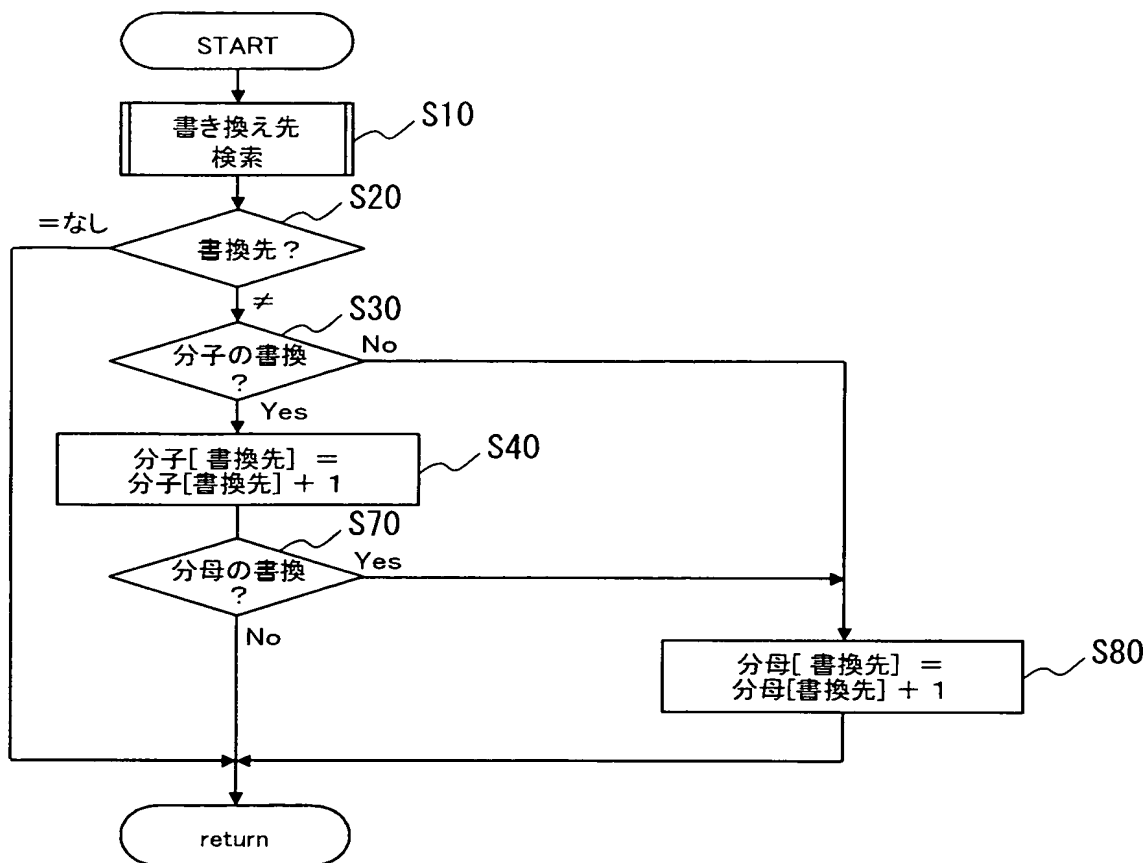 START
書き換え先
検索
S10
S20
=なし
書換先?
≠
S30
分子の書換
?
No
Yes
分子[ 書換先] =
分子[書換先] + 1
S40
S70
分母の書換
?
Yes
No
分母[ 書換先] =
分母[書換先] + 1
S80
return